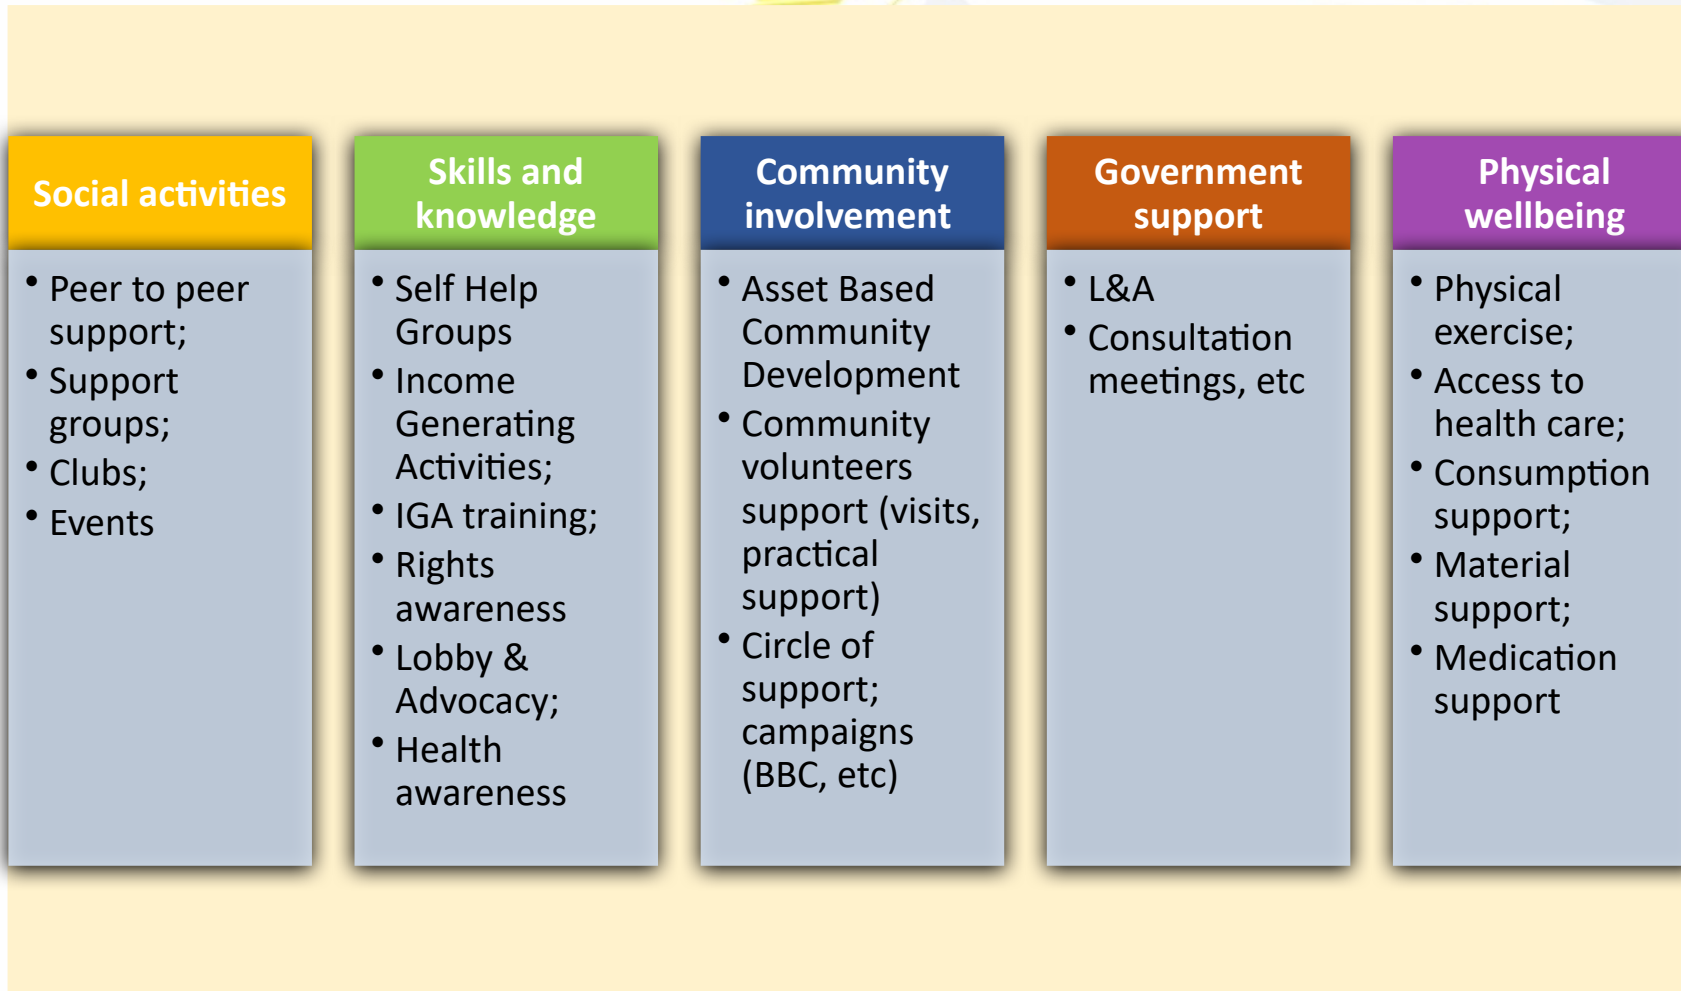 Social activities
• Peer to peer
support;
• Support
groups;
• Clubs;
• Events
Skills and
knowledge
• Self Help
Groups
• Income
Generating
Activities;
• IGA training;
• Rights
awareness
• Lobby &
Advocacy;
• Health
awareness
Community
involvement
• Asset Based
Community
Development
• Community
volunteers
support (visits,
practical
support)
• Circle of
support;
campaigns
(BBC, etc)
Government
support
• L&A
• Consultation
meetings, etc
Physical
wellbeing
• Physical
exercise;
• Access to
health care;
• Consumption
support;
• Material
support;
• Medication
support